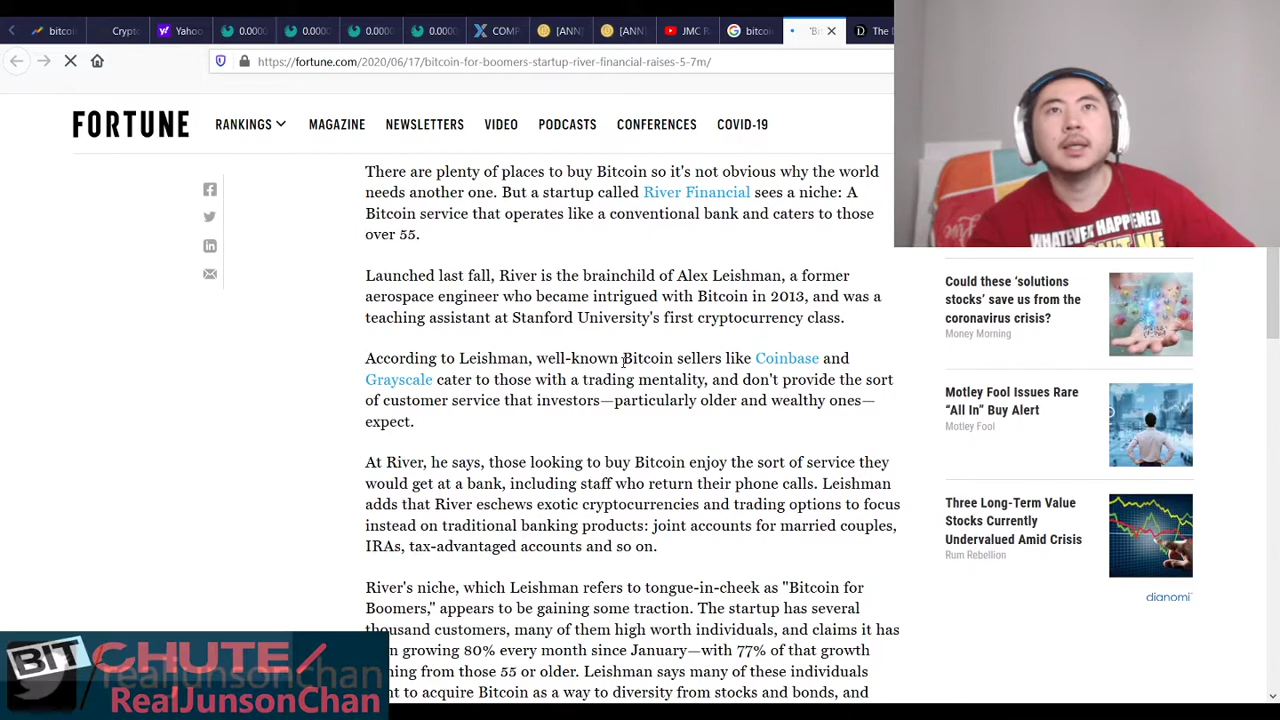 bitcoi
Crypto
Yahoo
0.0000
0.0000
0.0000
0.0000
COMP
[ANN]
[ANN]
JMC R
bitcoi
'Bi
The D
https://fortune.com/2020/06/17/bitcoin-for-boomers-startup-river-financial-raises-5-7m/
FORTUNE
RANKINGS
MAGAZINE
NEWSLETTERS
VIDEO
PODCASTS
CONFERENCES
COVID-19
There are plenty of places to buy Bitcoin so it's not obvious why the world
needs another one. But a startup called River Financial sees a niche: A
Bitcoin service that operates like a conventional bank and caters to those
over 55.
Launched last fall, River is the brainchild of Alex Leishman, a former
aerospace engineer who became intrigued with Bitcoin in 2013, and was a
teaching assistant at Stanford University's first cryptocurrency class.
According to Leishman, well-known Bitcoin sellers like Coinbase and
Grayscale cater to those with a trading mentality, and don't provide the sort
of customer service that investors—particularly older and wealthy ones—
expect.
At River, he says, those looking to buy Bitcoin enjoy the sort of service they
would get at a bank, including staff who return their phone calls. Leishman
adds that River eschews exotic cryptocurrencies and trading options to focus
instead on traditional banking products: joint accounts for married couples,
IRAs, tax-advantaged accounts and so on.
River's niche, which Leishman refers to tongue-in-cheek as "Bitcoin for
Boomers," appears to be gaining some traction. The startup has several
thousand customers, many of them high worth individuals, and claims it has
n growing 80% every month since January—with 77% of that growth
ing from those 55 or older. Leishman says many of these individuals
nt to acquire Bitcoin as a way to diversity from stocks and bonds, and
WHATEVER HAPPENED
Could these 'solutions
stocks' save us from the
coronavirus crisis?
Money Morning
Motley Fool Issues Rare
"All In" Buy Alert
Motley Fool
Three Long-Term Value
Stocks Currently
Undervalued Amid Crisis
Rum Rebellion
dianomi
BITCHUTE/
realjunsonchan
RealJunsonChan